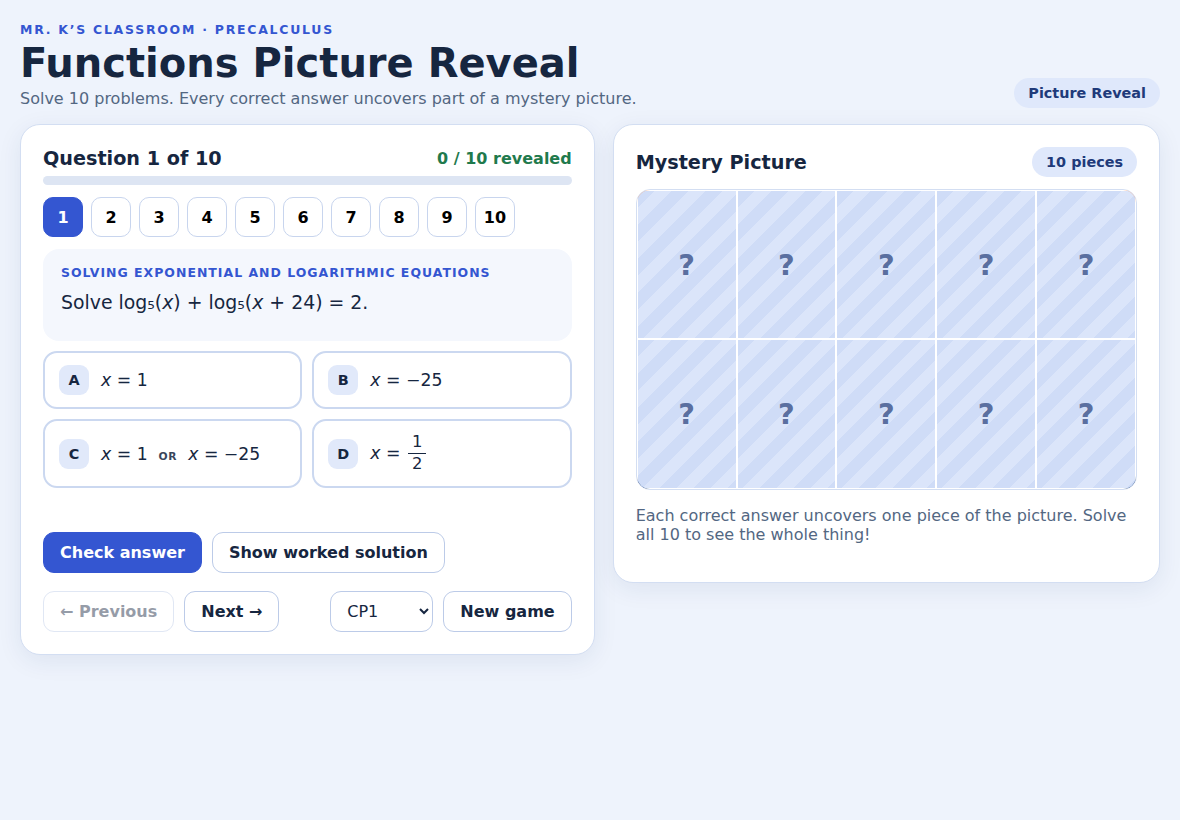 MR. K’S CLASSROOM · PRECALCULUS
Functions Picture Reveal
Solve 10 problems. Every correct answer uncovers part of a mystery picture.
Picture Reveal
Question 1 of 10
0 / 10 revealed
1 2 3 4 5 6 7 8 9 10
SOLVING EXPONENTIAL AND LOGARITHMIC EQUATIONS
Solve log₅(x) + log₅(x + 24) = 2.
A x = 1
B x = −25
C x = 1 OR x = −25
D x = 1/2
Check answer
Show worked solution
← Previous
Next →
CP1
New game
Mystery Picture
10 pieces
? ? ? ? ?
? ? ? ? ?
Each correct answer uncovers one piece of the picture. Solve
all 10 to see the whole thing!